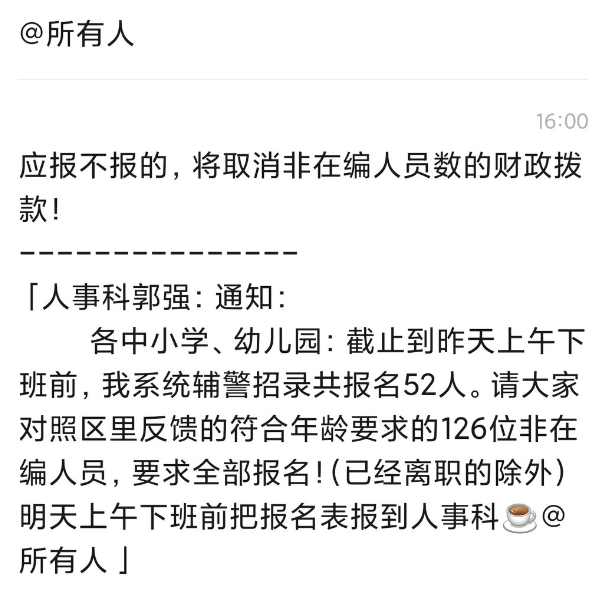 @所有人
16:00
应报不报的，将取消非在编人员数的财政拨
款！
---------------
「人事科郭强：通知：
各中小学、幼儿园：截止到昨天上午下
班前，我系统辅警招录共报名52人。请大家
对照区里反馈的符合年龄要求的126位非在
编人员，要求全部报名！（已经离职的除外）
明天上午下班前把报名表报到人事科☕@
所有人」